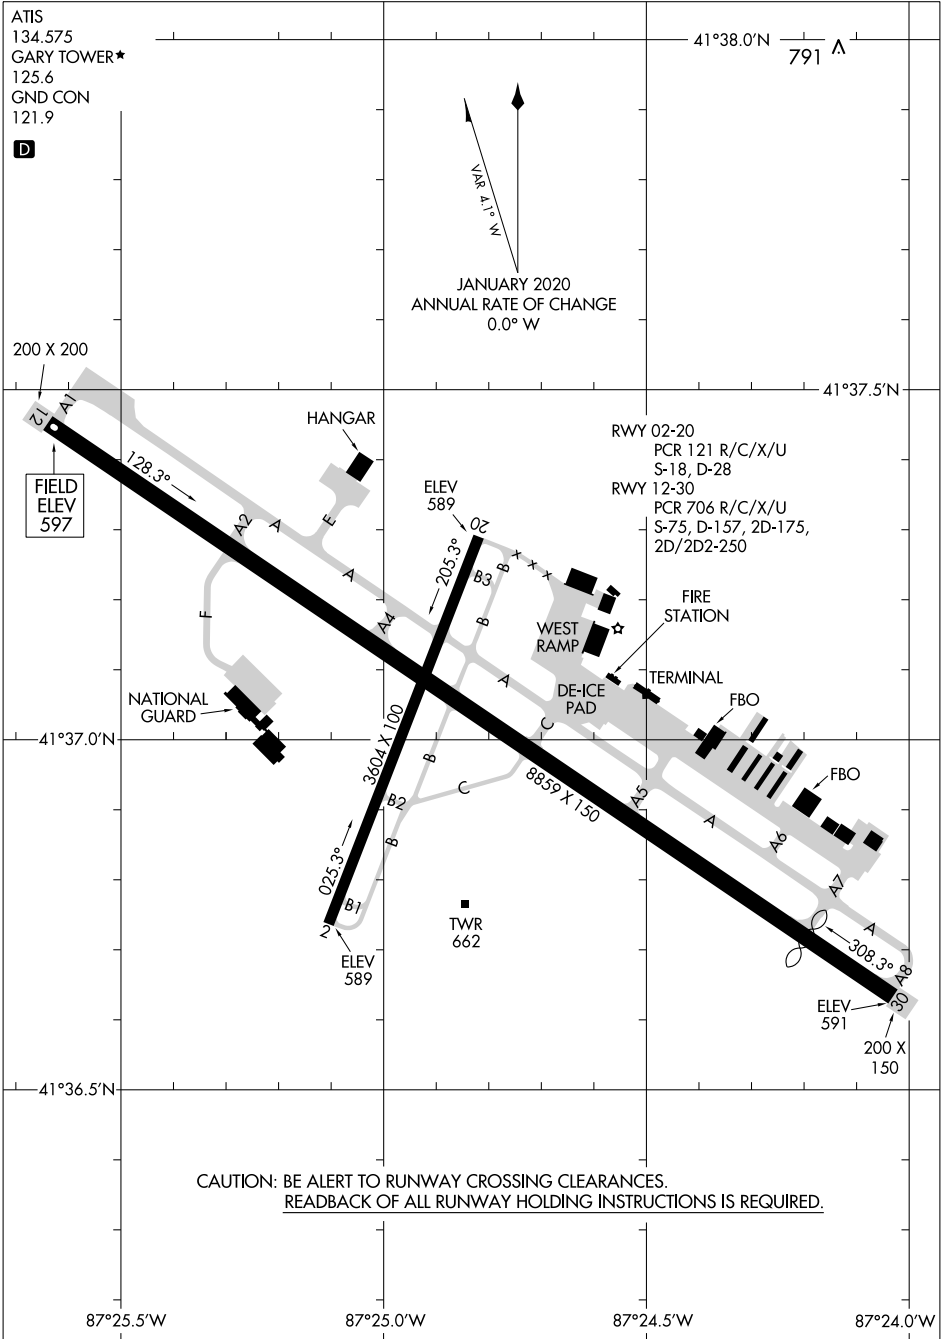 ATIS
134.575
GARY TOWER★
125.6
GND CON
121.9
D
41°38.0'N
791
VAR 4.1° W
JANUARY 2020
ANNUAL RATE OF CHANGE
0.0° W
200 X 200
41°37.5'N
12
A1
HANGAR
RWY 02-20
PCR 121 R/C/X/U
S-18, D-28
RWY 12-30
PCR 706 R/C/X/U
S-75, D-157, 2D-175,
2D/2D2-250
128.3°
FIELD
ELEV
597
ELEV
589
20
A2
A
E
205.3°
B
x x x
B3
A
FIRE
STATION
F
A4
B
WEST
RAMP
A
TERMINAL
DE-ICE
PAD
NATIONAL
GUARD
FBO
C
41°37.0'N
3604 X 100
B
FBO
C
8859 X 150
A5
B2
A
A6
B
025.3°
A7
B1
2
TWR
662
A
308.3°
ELEV
589
A8
30
ELEV
591
200 X
150
41°36.5'N
CAUTION: BE ALERT TO RUNWAY CROSSING CLEARANCES.
READBACK OF ALL RUNWAY HOLDING INSTRUCTIONS IS REQUIRED.
87°25.5'W
87°25.0'W
87°24.5'W
87°24.0'W